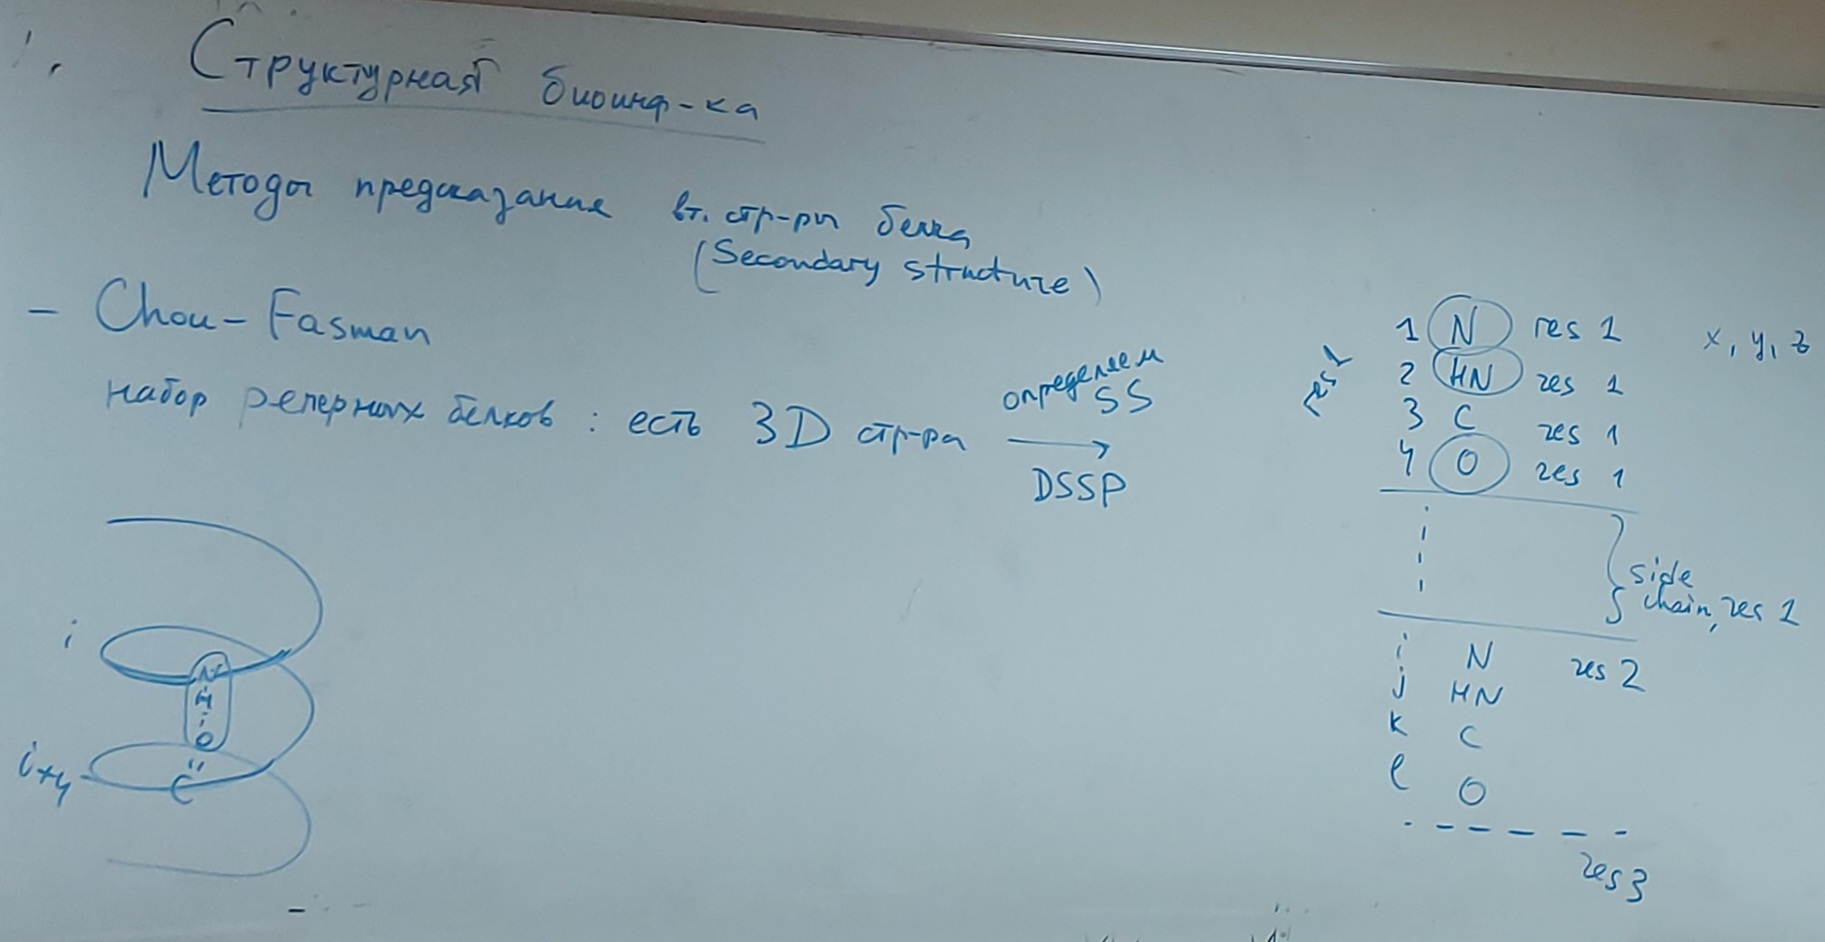 1.
Структурная биоинф-ка
Методы предсказания вт. стр-ры белка
(Secondary structure)
- Chou-Fasman
набор реперных белков : есть 3D стр-ра
определяем
SS
DSSP
i
N
H
O
C
i+4
res 1
1 N res 1 x, y, z
2 HN res 1
3 C res 1
4 O res 1
side
chain, res 1
i N res 2
j HN
k C
l O
res 3